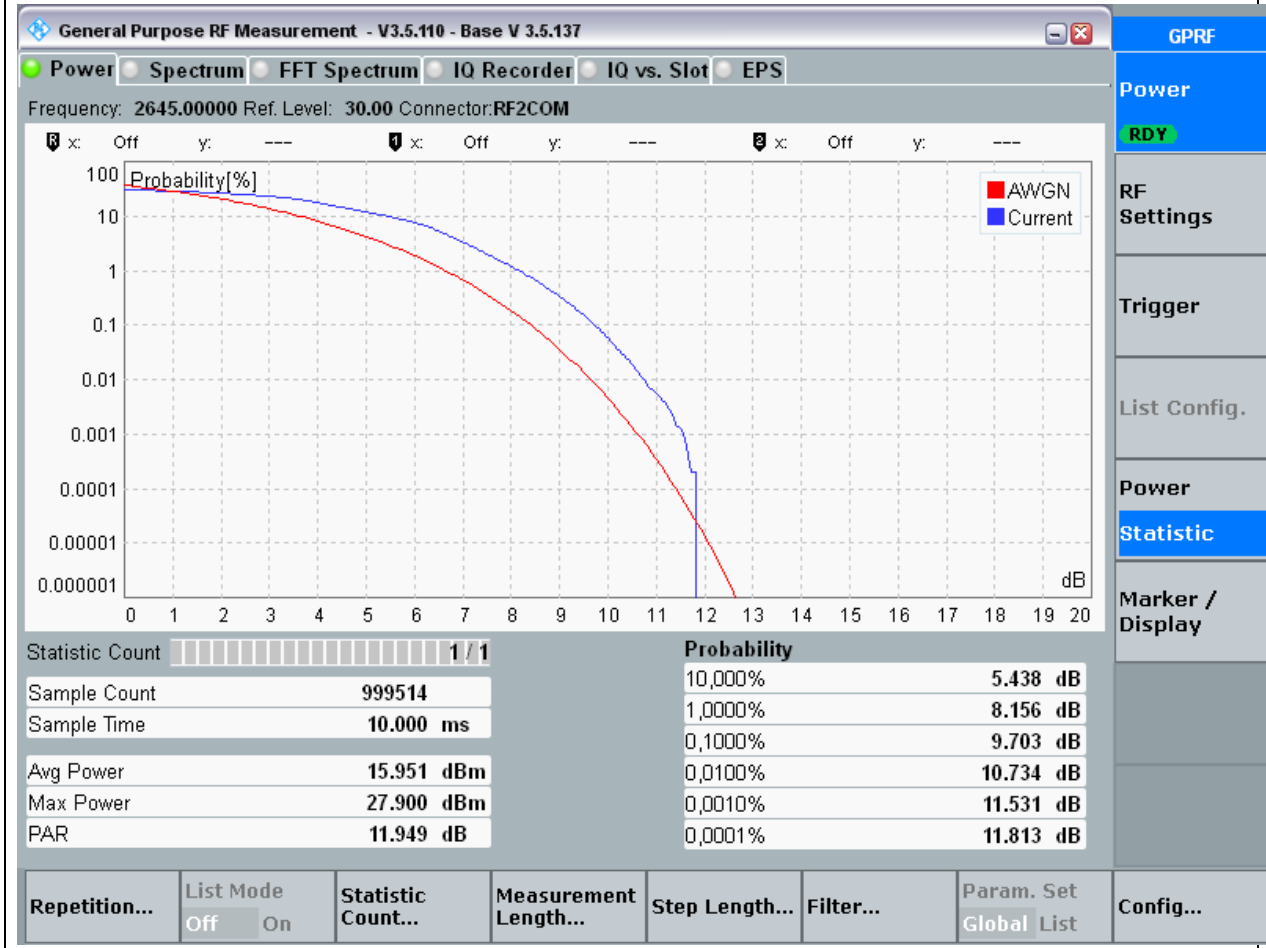 General Purpose RF Measurement - V3.5.110 - Base V 3.5.137
GPRF
Power Spectrum FFT Spectrum IQ Recorder IQ vs. Slot EPS
Frequency: 2645.00000 Ref. Level: 30.00 Connector:RF2COM
R x: Off y: --- 1 x: Off y: --- 2 x: Off y: ---
Probability[%]
AWGN
Current
100
10
1
0.1
0.01
0.001
0.0001
0.00001
0.000001
dB
0 1 2 3 4 5 6 7 8 9 10 11 12 13 14 15 16 17 18 19 20
Statistic Count 1 / 1
Sample Count 999514
Sample Time 10.000 ms
Avg Power 15.951 dBm
Max Power 27.900 dBm
PAR 11.949 dB
Probability
10,000% 5.438 dB
1,0000% 8.156 dB
0,1000% 9.703 dB
0,0100% 10.734 dB
0,0010% 11.531 dB
0,0001% 11.813 dB
Power
RDY
RF
Settings
Trigger
List Config.
Power
Statistic
Marker /
Display
Repetition...
List Mode
Off On
Statistic
Count...
Measurement
Length...
Step Length...
Filter...
Param. Set
Global List
Config...